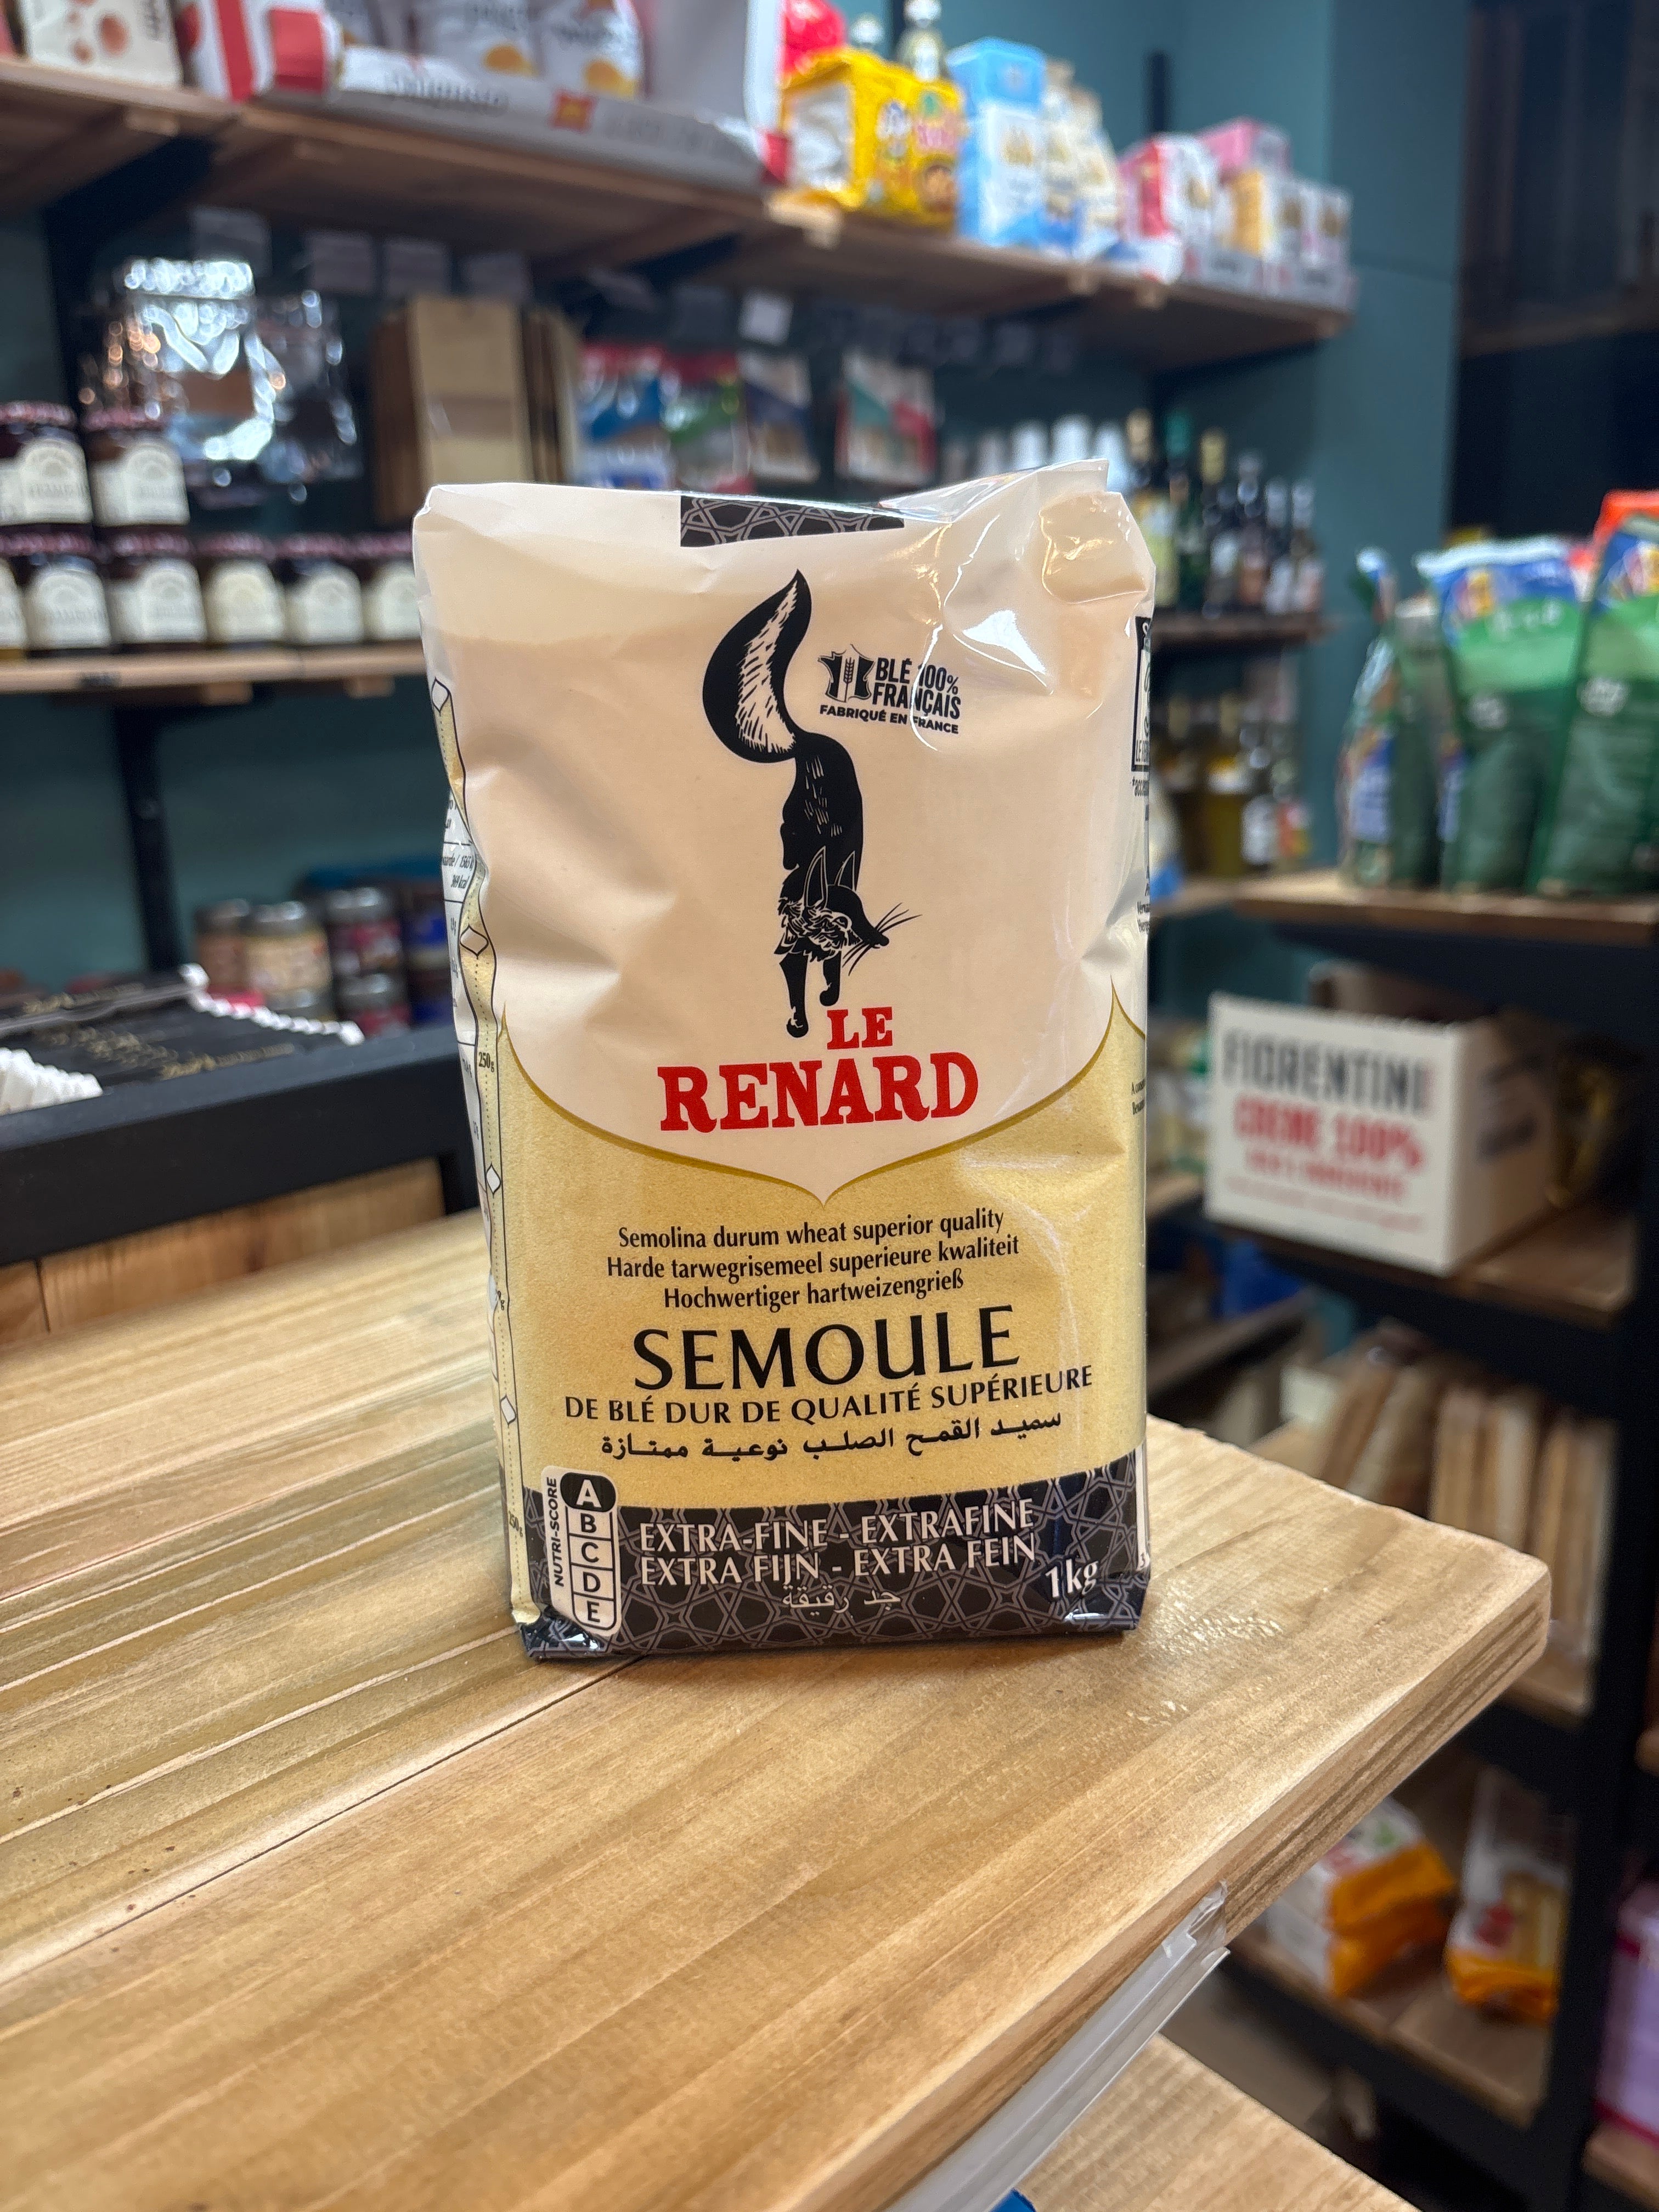 BLÉ 100%
FRANÇAIS
FABRIQUÉ EN FRANCE
LE
RENARD
Semolina durum wheat superior quality
Harde tarwegrisemeel superieure kwaliteit
Hochwertiger hartweizengrieß
SEMOULE
DE BLÉ DUR DE QUALITÉ SUPÉRIEURE
سميد القمح الصلب نوعية ممتازة
NUTRI-SCORE
A
B
C
D
E
EXTRA-FINE - EXTRAFINE
EXTRA FIJN - EXTRA FEIN
جد رقيقة
1kg
250g
FIORENTINI
CREME 100%